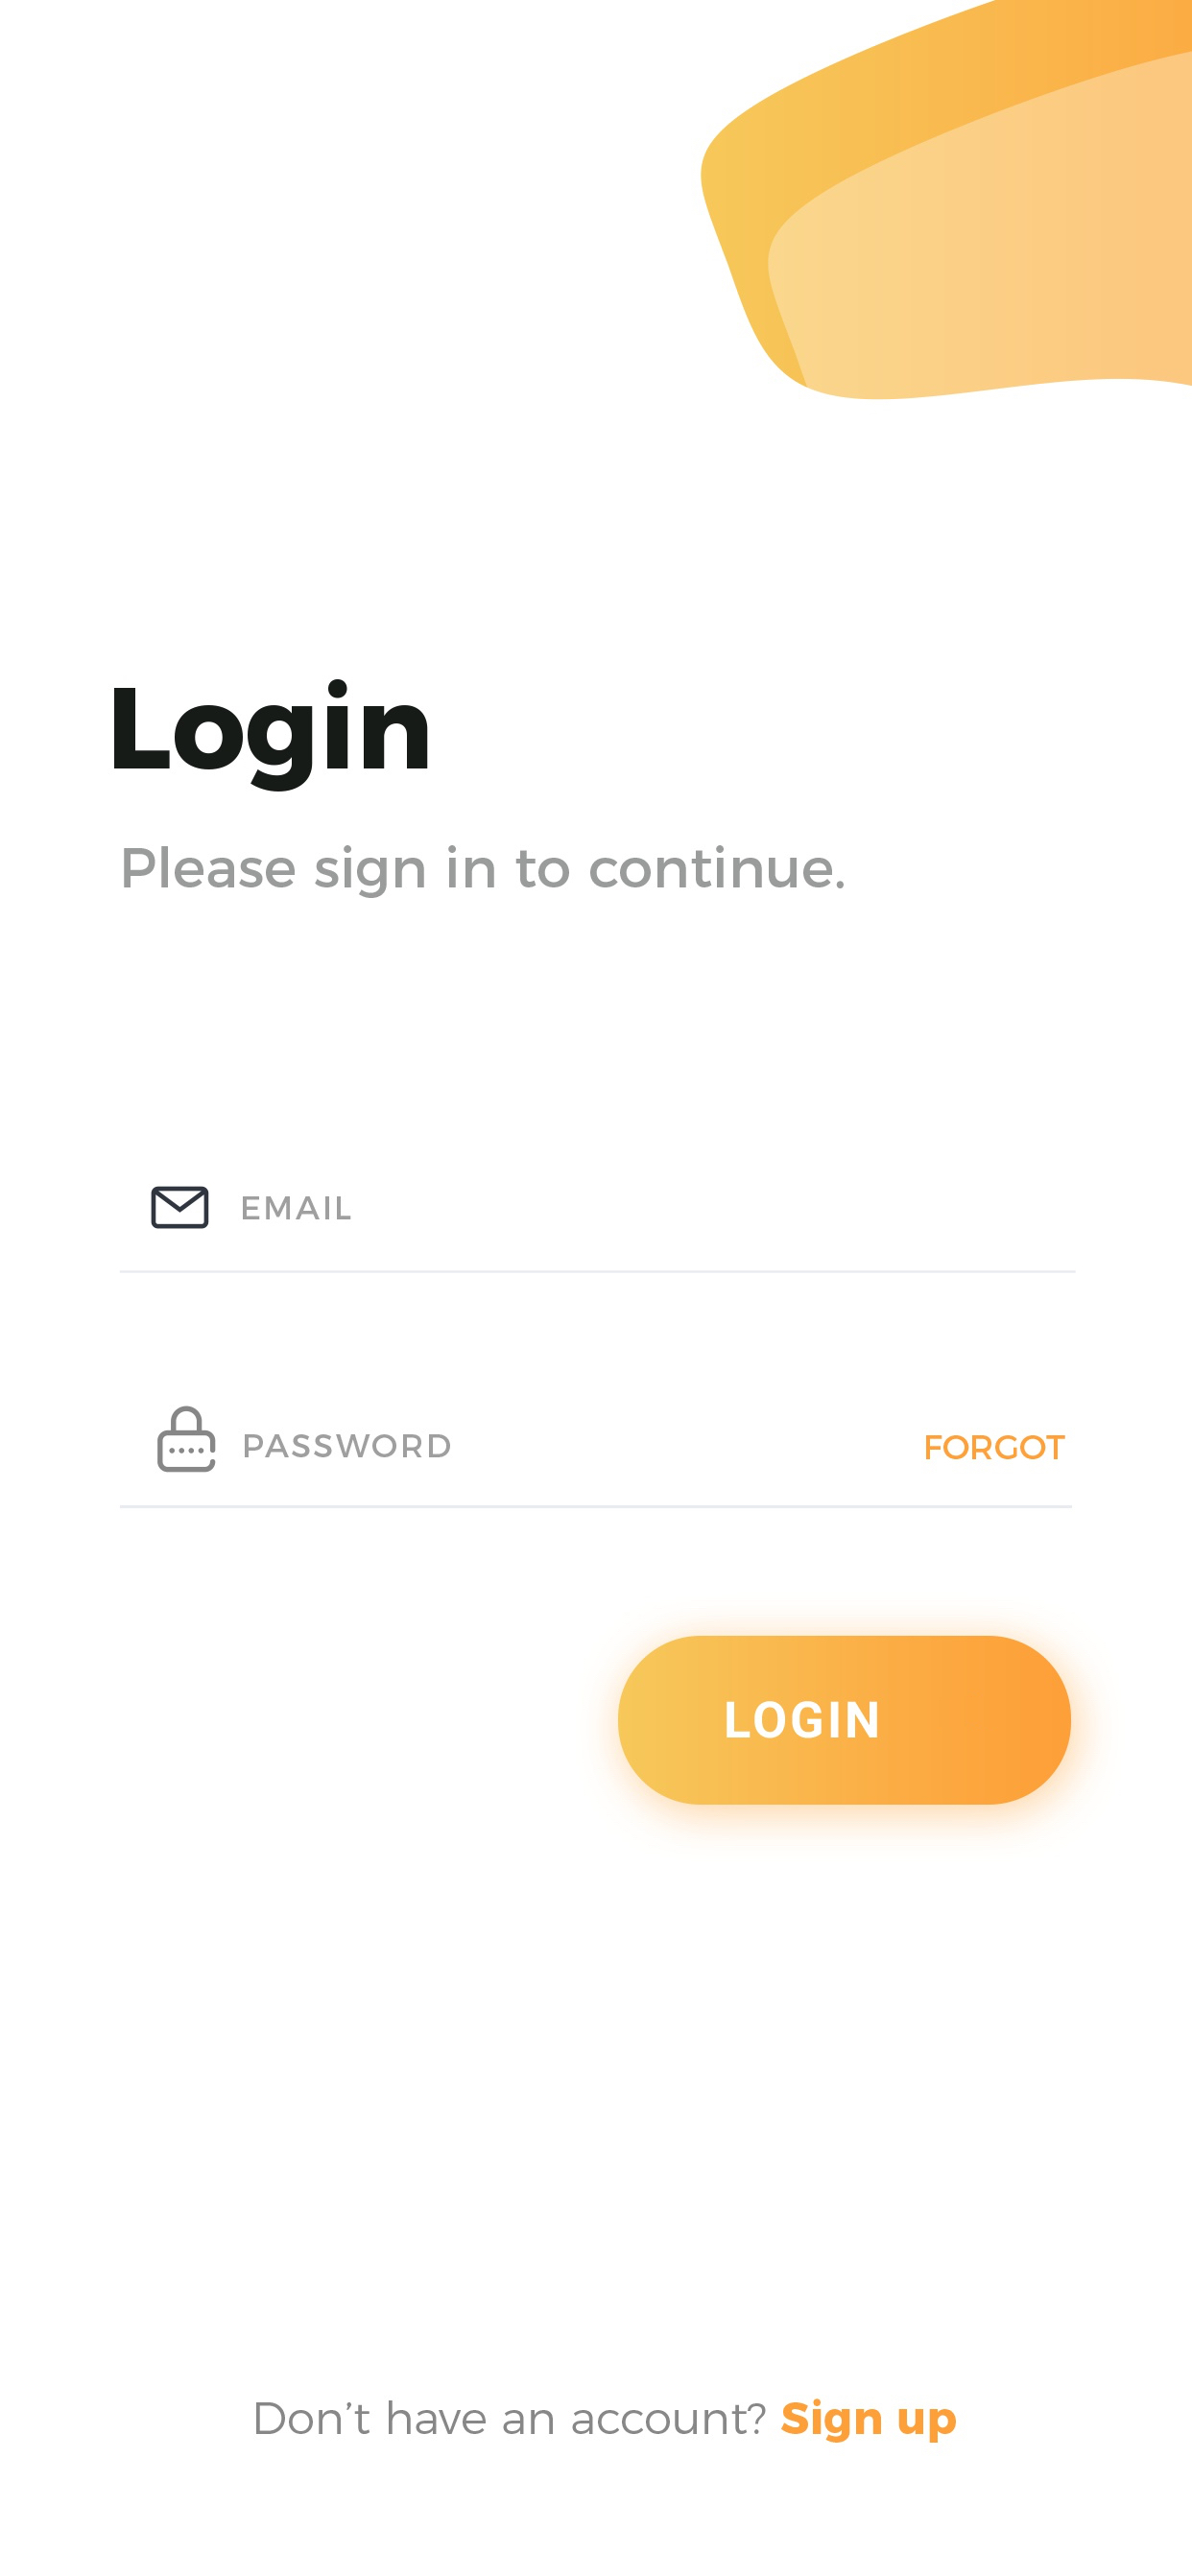 Login
Please sign in to continue.
EMAIL
PASSWORD
FORGOT
LOGIN
Don’t have an account? Sign up